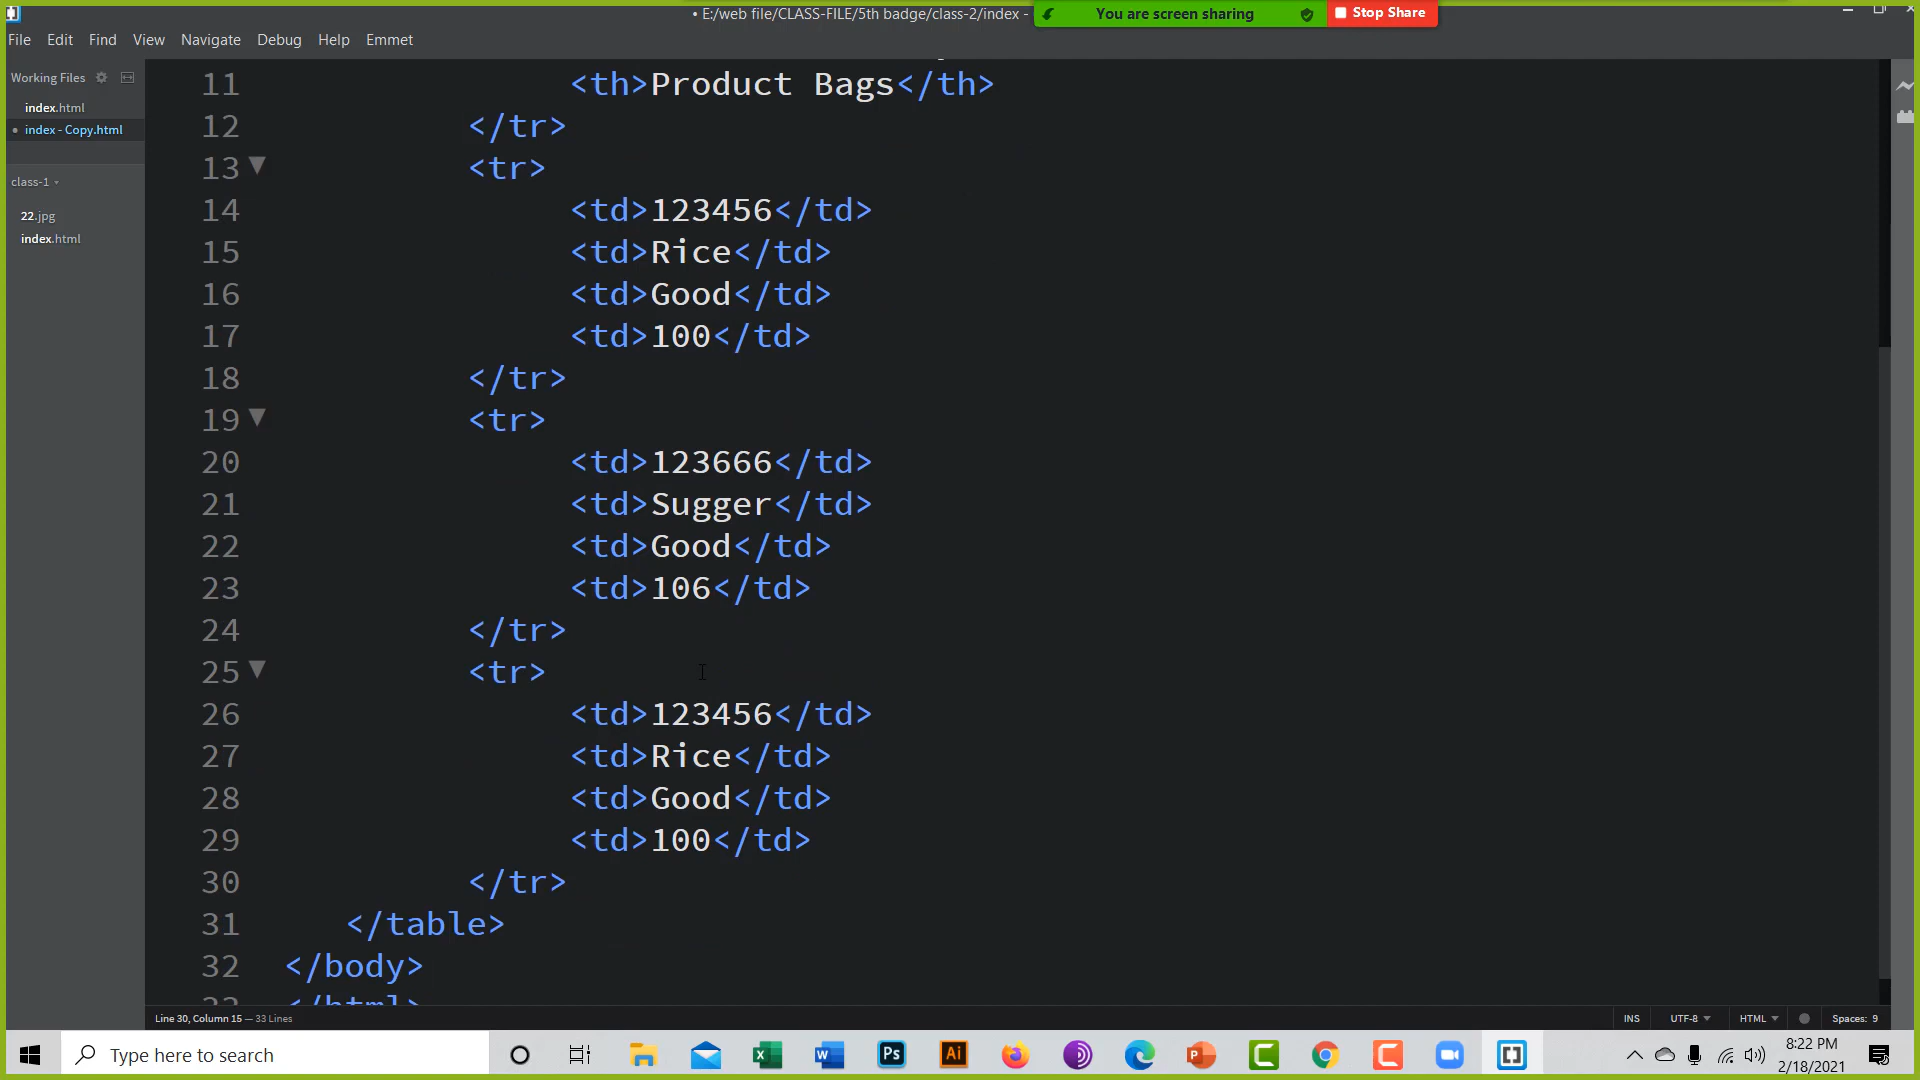 • E:/web file/CLASS-FILE/5th badge/class-2/index -
You are screen sharing
Stop Share
File Edit Find View Navigate Debug Help Emmet
Working Files
index.html
• index - Copy.html
class-1
22.jpg
index.html
11 <th>Product Bags</th>
12 </tr>
13 <tr>
14 <td>123456</td>
15 <td>Rice</td>
16 <td>Good</td>
17 <td>100</td>
18 </tr>
19 <tr>
20 <td>123666</td>
21 <td>Sugger</td>
22 <td>Good</td>
23 <td>106</td>
24 </tr>
25 <tr>
26 <td>123456</td>
27 <td>Rice</td>
28 <td>Good</td>
29 <td>100</td>
30 </tr>
31 </table>
32 </body>
33 </html>
Line 30, Column 15 — 33 Lines
INS UTF-8 HTML Spaces: 9
Type here to search
8:22 PM
2/18/2021